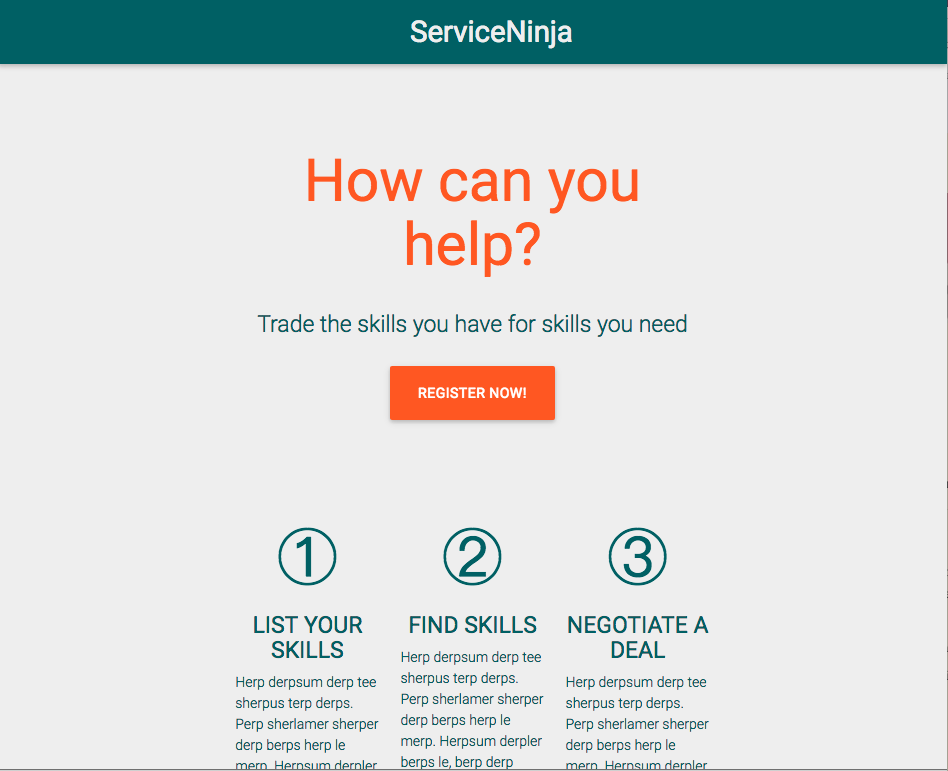 ServiceNinja
How can you
help?
Trade the skills you have for skills you need
REGISTER NOW!
1
LIST YOUR
SKILLS
Herp derpsum derp tee
sherpus terp derps.
Perp sherlamer sherper
derp berps herp le
merp. Herpsum derpler
2
FIND SKILLS
Herp derpsum derp tee
sherpus terp derps.
Perp sherlamer sherper
derp berps herp le
merp. Herpsum derpler
berps le, berp derp
3
NEGOTIATE A
DEAL
Herp derpsum derp tee
sherpus terp derps.
Perp sherlamer sherper
derp berps herp le
merp. Herpsum derpler